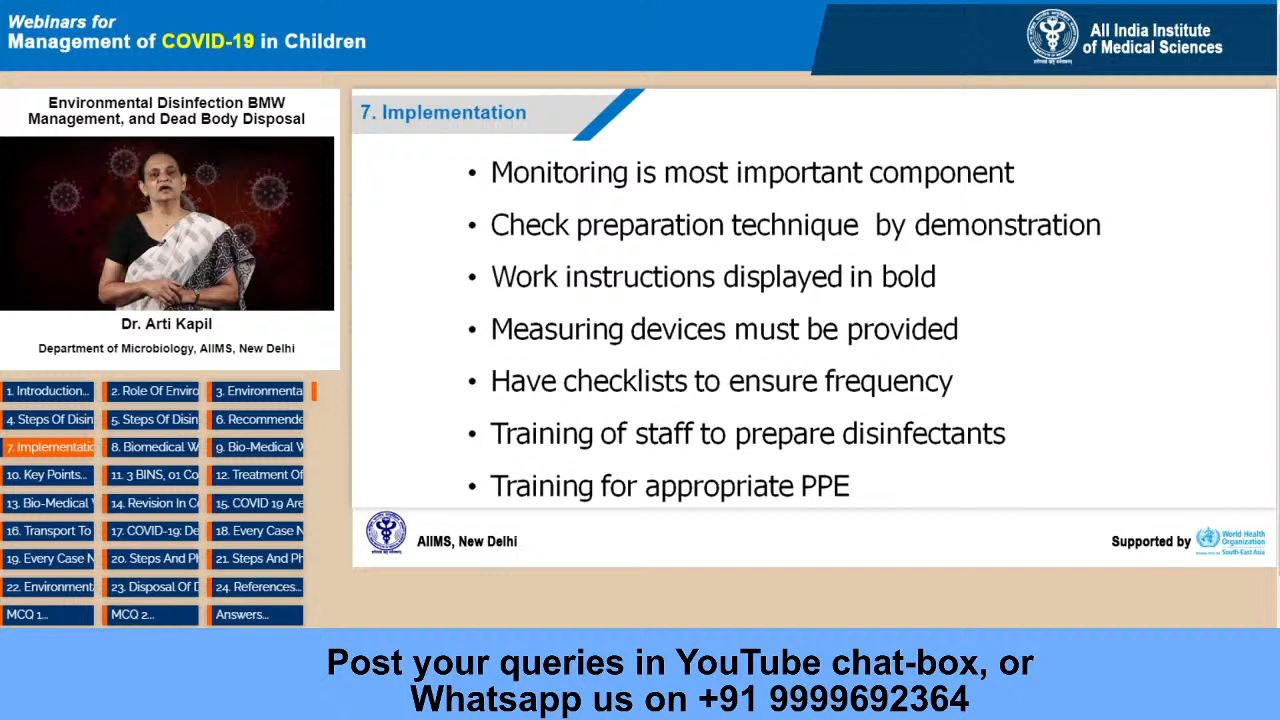 Webinars for
Management of COVID-19 in Children
All India Institute
of Medical Sciences
Environmental Disinfection BMW
Management, and Dead Body Disposal
Dr. Arti Kapil
Department of Microbiology, AIIMS, New Delhi
1. Introduction...
2. Role Of Enviro
3. Environmenta
4. Steps Of Disin
5. Steps Of Disin
6. Recommende
7. Implementatio
8. Biomedical W
9. Bio-Medical W
10. Key Points...
11. 3 BINS, 01 Co
12. Treatment Of
13. Bio-Medical
14. Revision In C
15. COVID 19 Are
16. Transport To
17. COVID-19: De
18. Every Case N
19. Every Case N
20. Steps And Ph
21. Steps And Ph
22. Environment
23. Disposal Of D
24. References...
MCQ 1...
MCQ 2...
Answers...
7. Implementation
• Monitoring is most important component
• Check preparation technique by demonstration
• Work instructions displayed in bold
• Measuring devices must be provided
• Have checklists to ensure frequency
• Training of staff to prepare disinfectants
• Training for appropriate PPE
AIIMS, New Delhi
Supported by
World Health
Organization
South-East Asia
Post your queries in YouTube chat-box, or
Whatsapp us on +91 9999692364